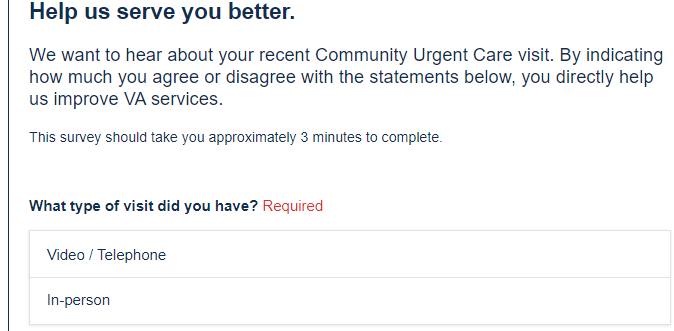 Help us serve you better.
We want to hear about your recent Community Urgent Care visit. By indicating
how much you agree or disagree with the statements below, you directly help
us improve VA services.
This survey should take you approximately 3 minutes to complete.
What type of visit did you have? Required
Video / Telephone
In-person